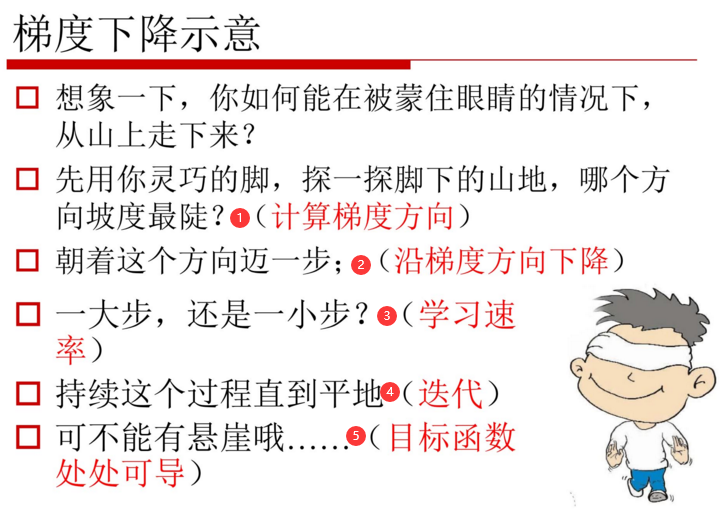 梯度下降示意
想象一下，你如何能在被蒙住眼睛的情况下，
从山上走下来？
先用你灵巧的脚，探一探脚下的山地，哪个方
向坡度最陡？1（计算梯度方向）
朝着这个方向迈一步；2（沿梯度方向下降）
一大步，还是一小步？3（学习速
率）
持续这个过程直到平地4（迭代）
可不能有悬崖哦……5（目标函数
处处可导）